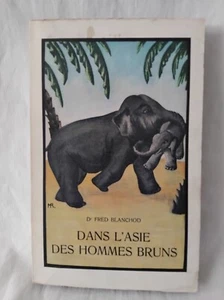 Dr FRED BLANCHOD
DANS L'ASIE
DES HOMMES BRUNS